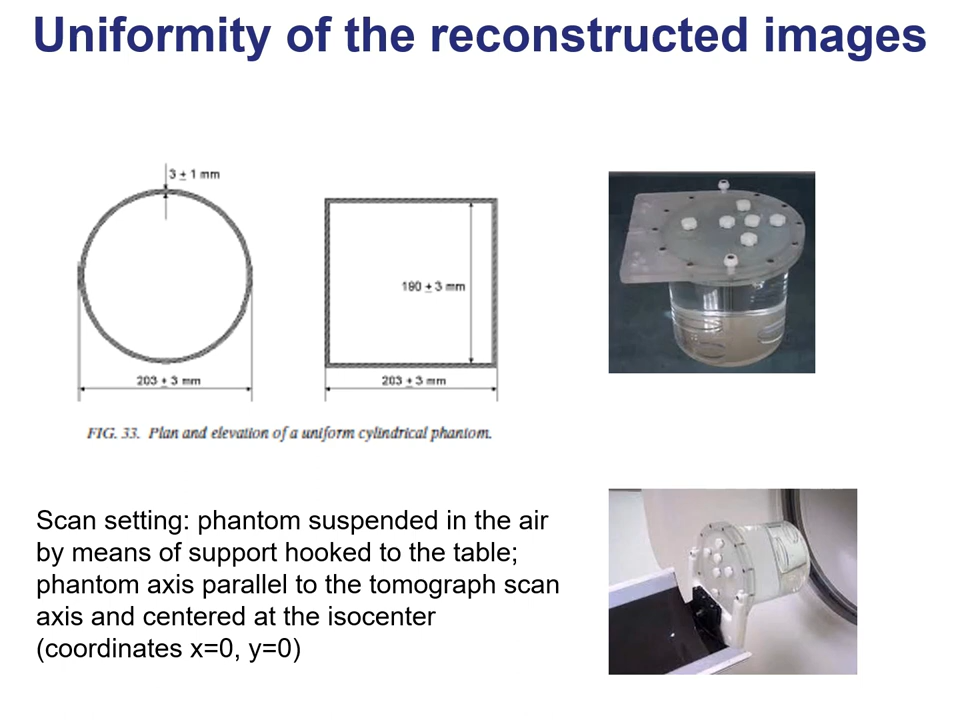 Uniformity of the reconstructed images
3 ± 1 mm
190 ± 3 mm
203 ± 3 mm
203 ± 3 mm
FIG. 33. Plan and elevation of a uniform cylindrical phantom.
Scan setting: phantom suspended in the air
by means of support hooked to the table;
phantom axis parallel to the tomograph scan
axis and centered at the isocenter
(coordinates x=0, y=0)